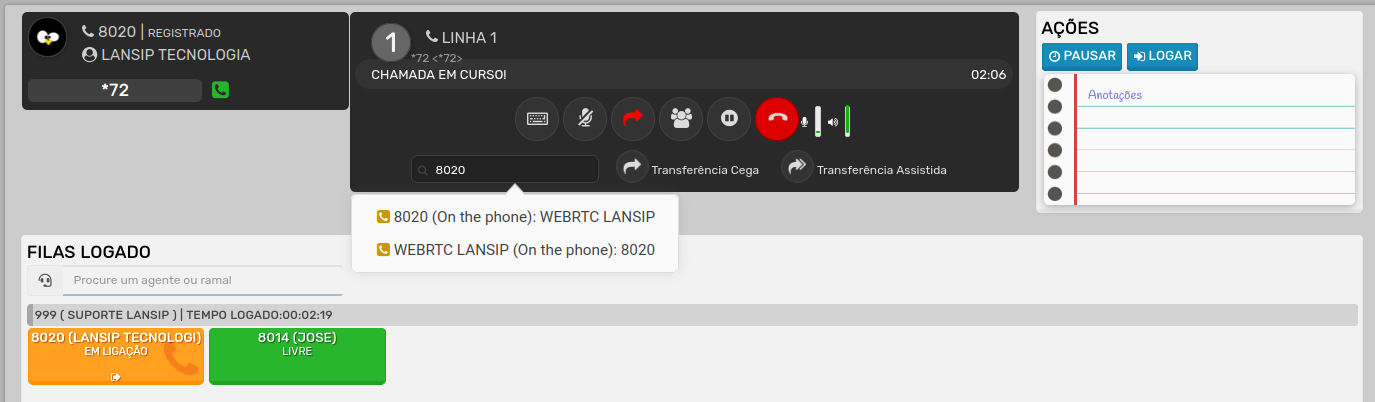 8020 | REGISTRADO
LANSIP TECNOLOGIA
*72
1
LINHA 1
*72 <*72>
CHAMADA EM CURSO!
02:06
8020
Transferência Cega
Transferência Assistida
8020 (On the phone): WEBRTC LANSIP
WEBRTC LANSIP (On the phone): 8020
AÇÕES
PAUSAR
LOGAR
Anotações
FILAS LOGADO
Procure um agente ou ramal
999 ( SUPORTE LANSIP ) | TEMPO LOGADO:00:02:19
8020 (LANSIP TECNOLOGI)
EM LIGAÇÃO
8014 (JOSE)
LIVRE